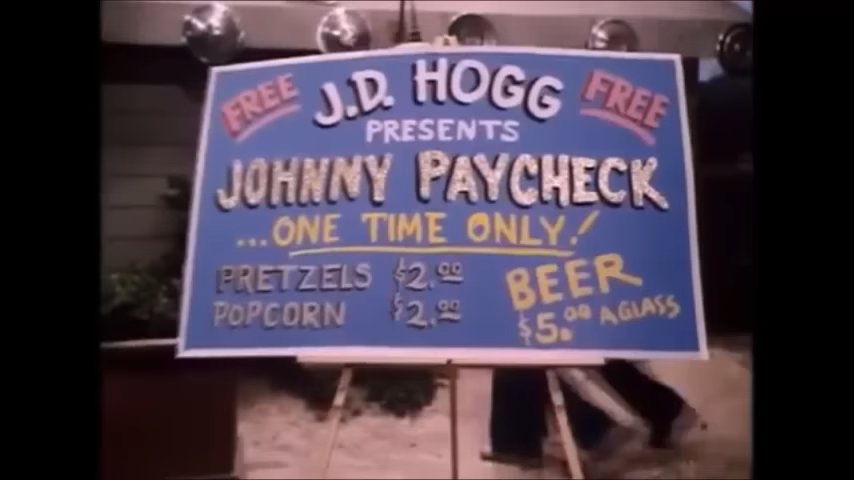 FREE J.D. HOGG FREE
PRESENTS
JOHNNY PAYCHECK
...ONE TIME ONLY!
PRETZELS $2.00
POPCORN $2.00
BEER
$5.00 A GLASS